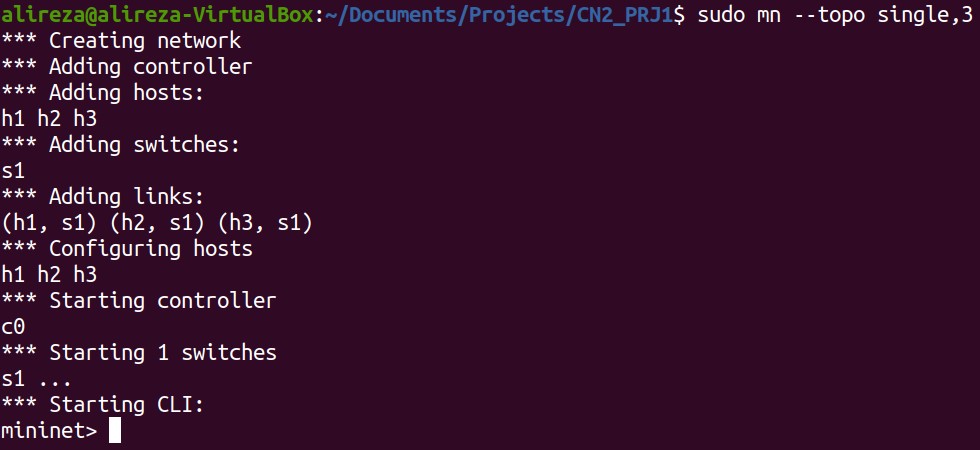 alireza@alireza-VirtualBox:~/Documents/Projects/CN2_PRJ1$ sudo mn --topo single,3
*** Creating network
*** Adding controller
*** Adding hosts:
h1 h2 h3
*** Adding switches:
s1
*** Adding links:
(h1, s1) (h2, s1) (h3, s1)
*** Configuring hosts
h1 h2 h3
*** Starting controller
c0
*** Starting 1 switches
s1 ...
*** Starting CLI:
mininet>